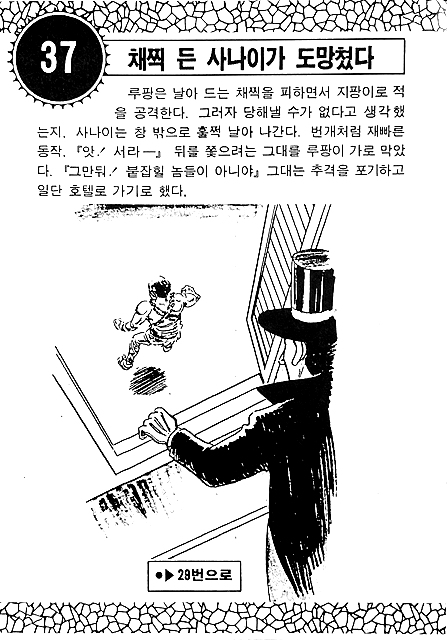 37
채찍 든 사나이가 도망쳤다
루팡은 날아 드는 채찍을 피하면서 지팡이로 적
을 공격한다. 그러자 당해낼 수가 없다고 생각했
는지, 사나이는 창 밖으로 훌쩍 날아 나간다. 번개처럼 재빠른
동작. 『앗! 서라—』 뒤를 쫓으려는 그대를 루팡이 가로 막았
다. 『그만둬! 붙잡힐 놈들이 아니야』 그대는 추격을 포기하고
일단 호텔로 가기로 했다.
●▶ 29번으로